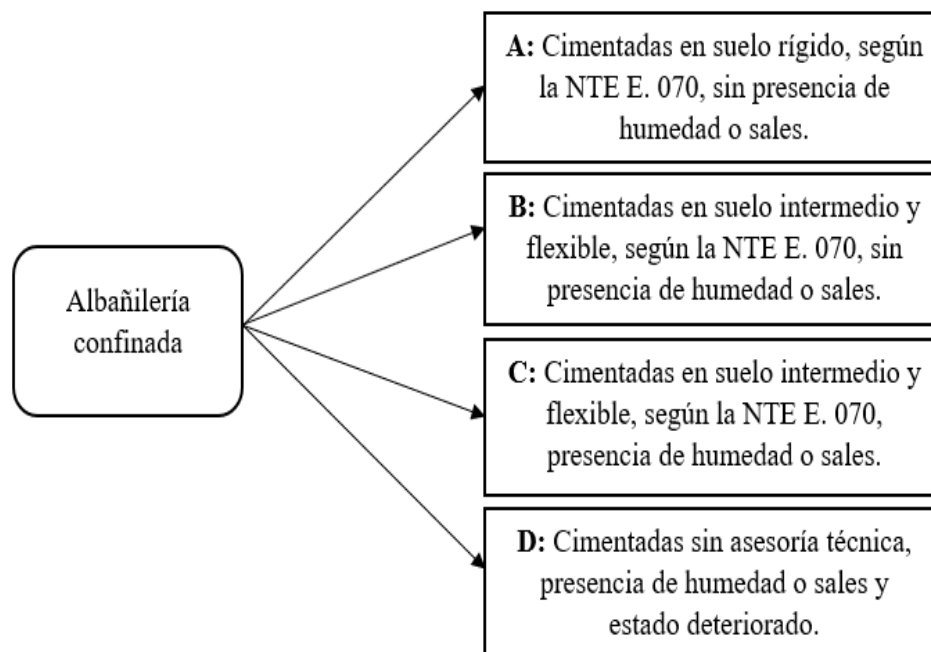 Albañilería
confinada
A: Cimentadas en suelo rígido, según
la NTE E. 070, sin presencia de
humedad o sales.
B: Cimentadas en suelo intermedio y
flexible, según la NTE E. 070, sin
presencia de humedad o sales.
C: Cimentadas en suelo intermedio y
flexible, según la NTE E. 070,
presencia de humedad o sales.
D: Cimentadas sin asesoría técnica,
presencia de humedad o sales y
estado deteriorado.